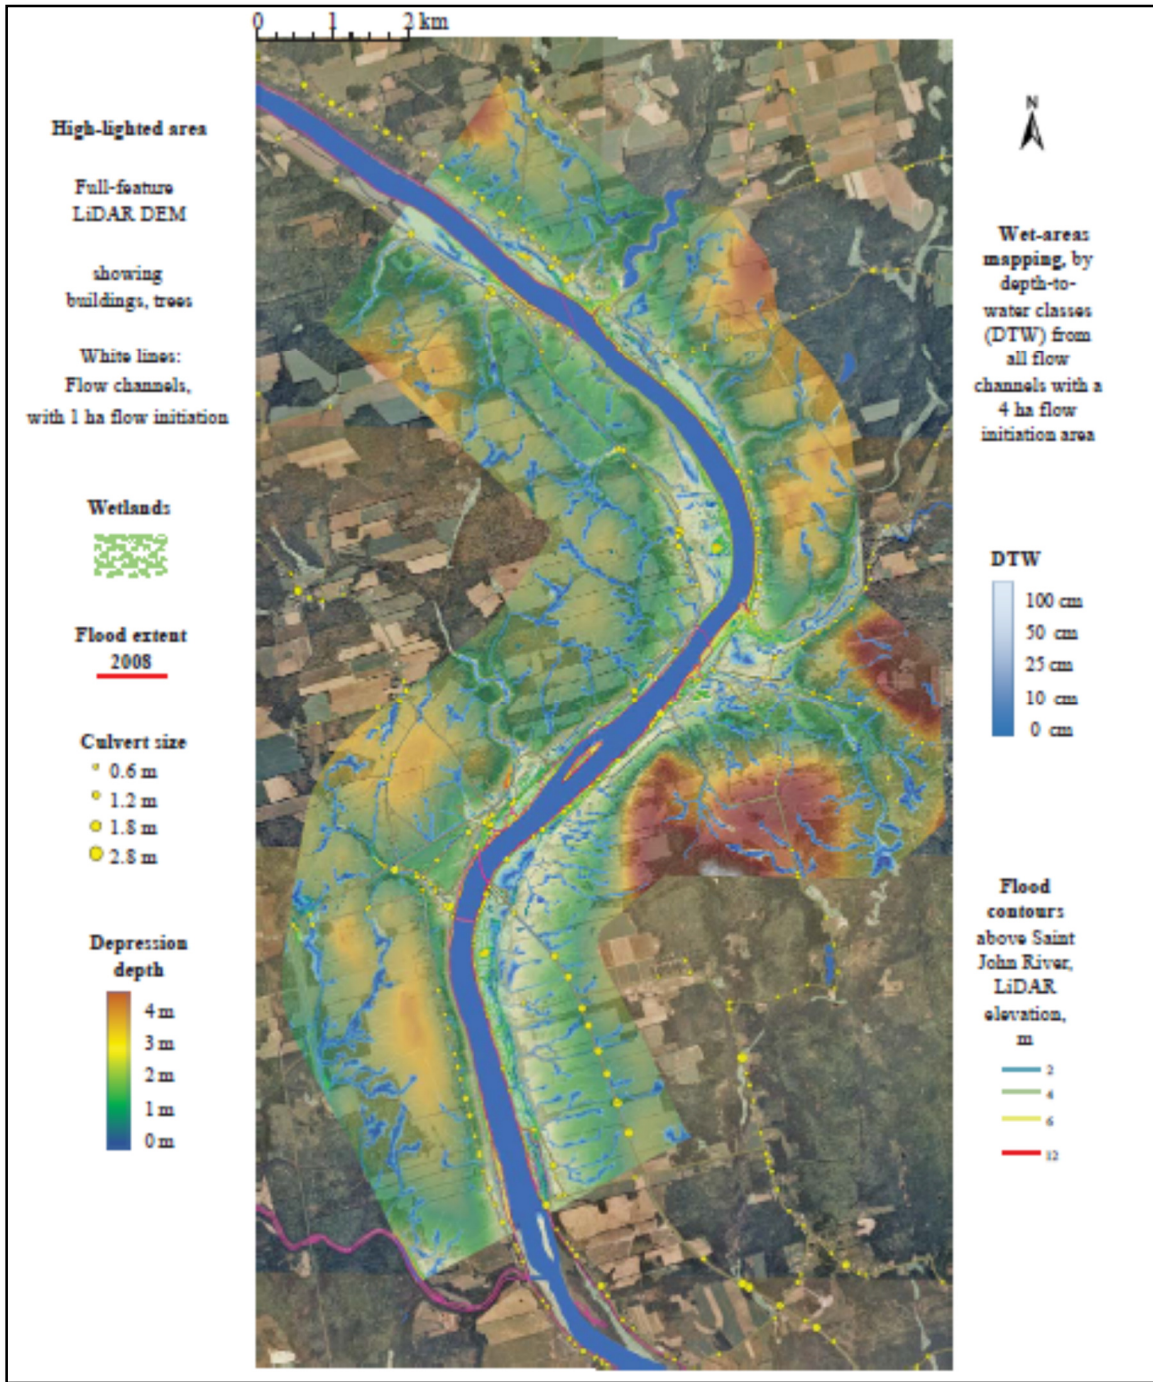 0 1 2 km
High-lighted area
Full-feature
LiDAR DEM
showing
buildings, trees
White lines:
Flow channels,
with 1 ha flow initiation
Wetlands
Flood extent
2008
Culvert size
0.6 m
1.2 m
1.8 m
2.8 m
Depression
depth
4 m
3 m
2 m
1 m
0 m
N
Wet-areas
mapping, by
depth-to-
water classes
(DTW) from
all flow
channels with a
4 ha flow
initiation area
DTW
100 cm
50 cm
25 cm
10 cm
0 cm
Flood
contours
above Saint
John River,
LiDAR
elevation,
m
2
4
6
12